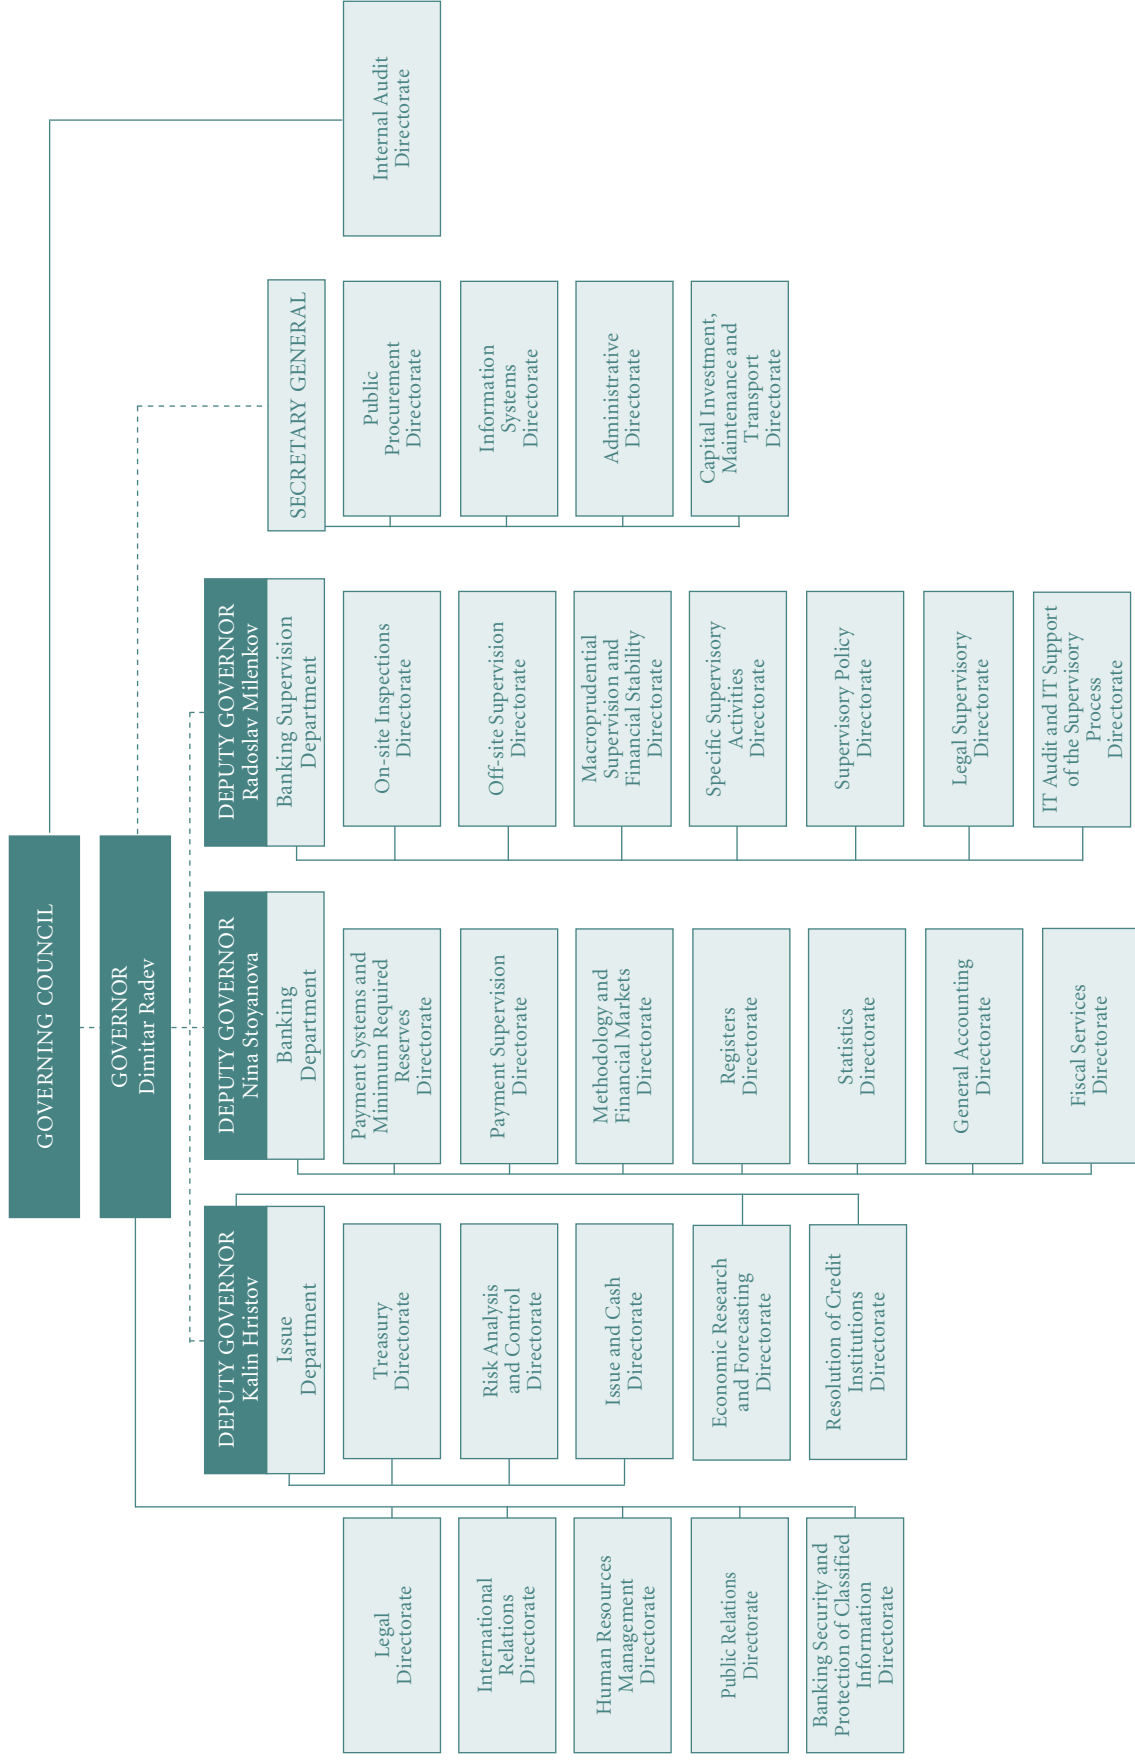 GOVERNING COUNCIL
GOVERNOR
Dimitar Radev
Legal
Directorate
International
Relations
Directorate
Human Resources
Management
Directorate
Public Relations
Directorate
Banking Security and
Protection of Classified
Information
Directorate
DEPUTY GOVERNOR
Kalin Hristov
Issue
Department
Treasury
Directorate
Risk Analysis
and Control
Directorate
Issue and Cash
Directorate
Economic Research
and Forecasting
Directorate
Resolution of Credit
Institutions
Directorate
DEPUTY GOVERNOR
Nina Stoyanova
Banking
Department
Payment Systems and
Minimum Required
Reserves
Directorate
Payment Supervision
Directorate
Methodology and
Financial Markets
Directorate
Registers
Directorate
Statistics
Directorate
General Accounting
Directorate
Fiscal Services
Directorate
DEPUTY GOVERNOR
Radoslav Milenkov
Banking Supervision
Department
On-site Inspections
Directorate
Off-site Supervision
Directorate
Macroprudential
Supervision and
Financial Stability
Directorate
Specific Supervisory
Activities
Directorate
Supervisory Policy
Directorate
Legal Supervisory
Directorate
IT Audit and IT Support
of the Supervisory
Process
Directorate
SECRETARY GENERAL
Public
Procurement
Directorate
Information
Systems
Directorate
Administrative
Directorate
Capital Investment,
Maintenance and
Transport
Directorate
Internal Audit
Directorate